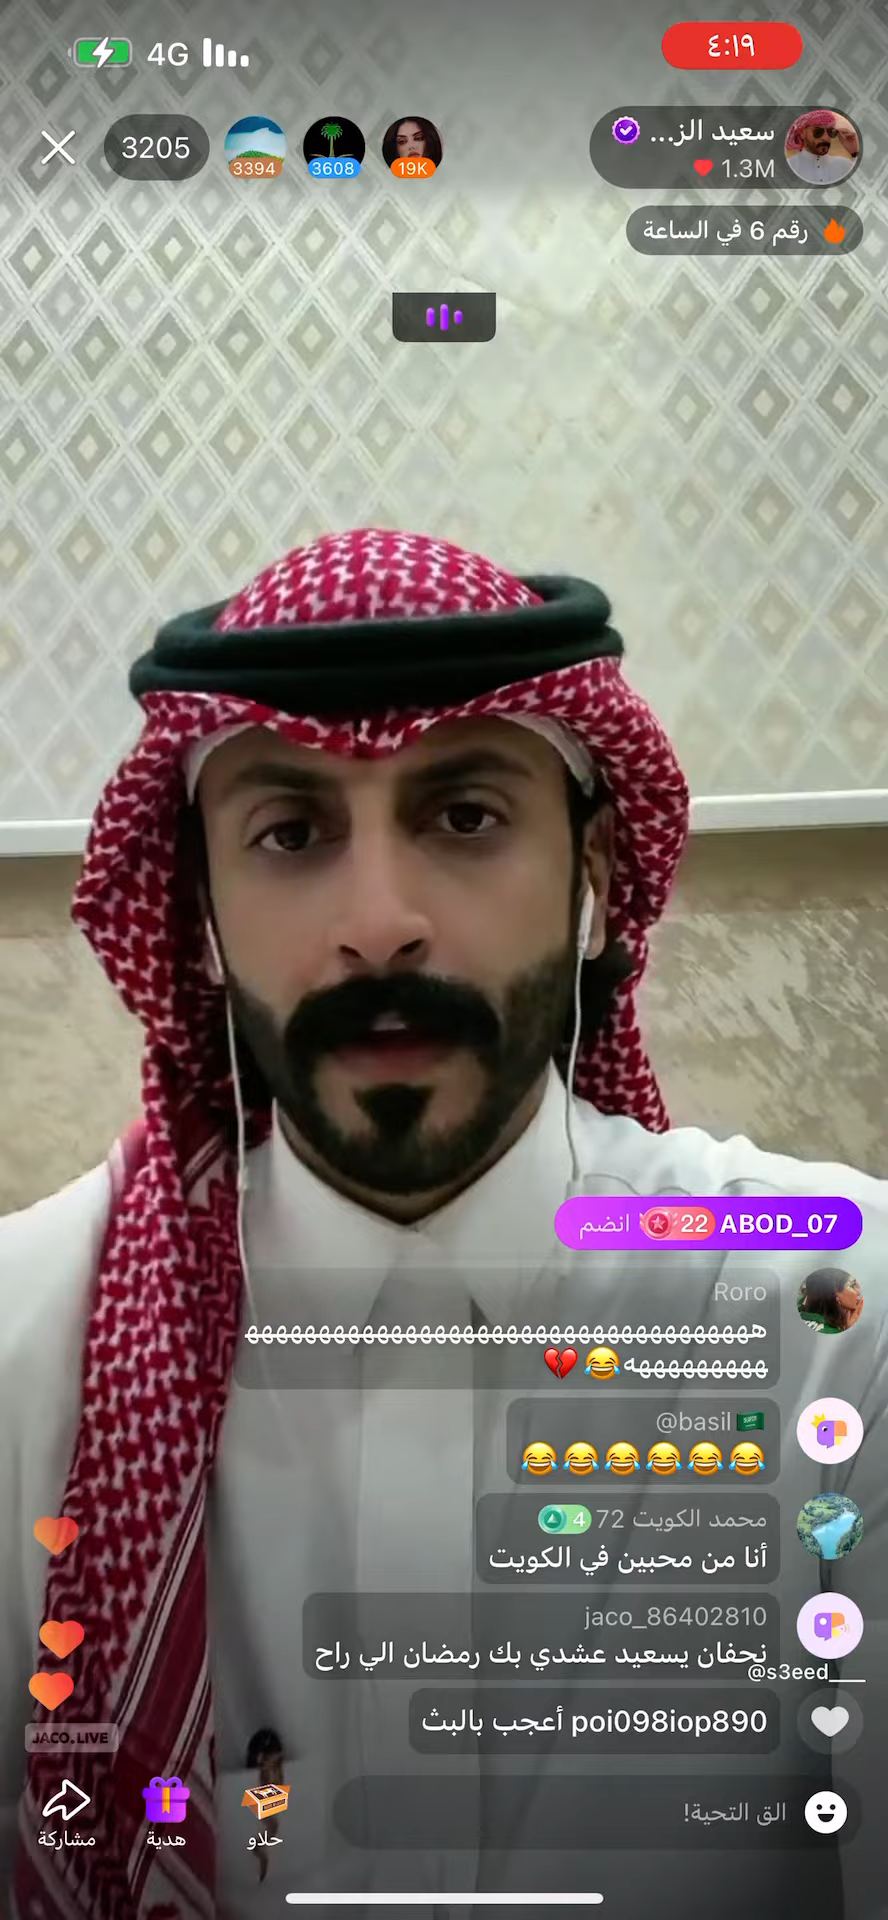 4G
٤:١٩
سعيد الز...
1.3M
3205
3394
3608
19K
رقم 6 في الساعة
ABOD_07 22 انضم
Roro
😂💔
@basil🇸🇦
😂😂😂😂😂😂
محمد الكويت 72 4
أنا من محبين في الكويت
jaco_86402810
نحفان يسعيد عشدي بك رمضان الي راح
@s3eed___
poi098iop890 أعجب بالبث
JACO.LIVE
الق التحية!
حلاو
هدية
مشاركة